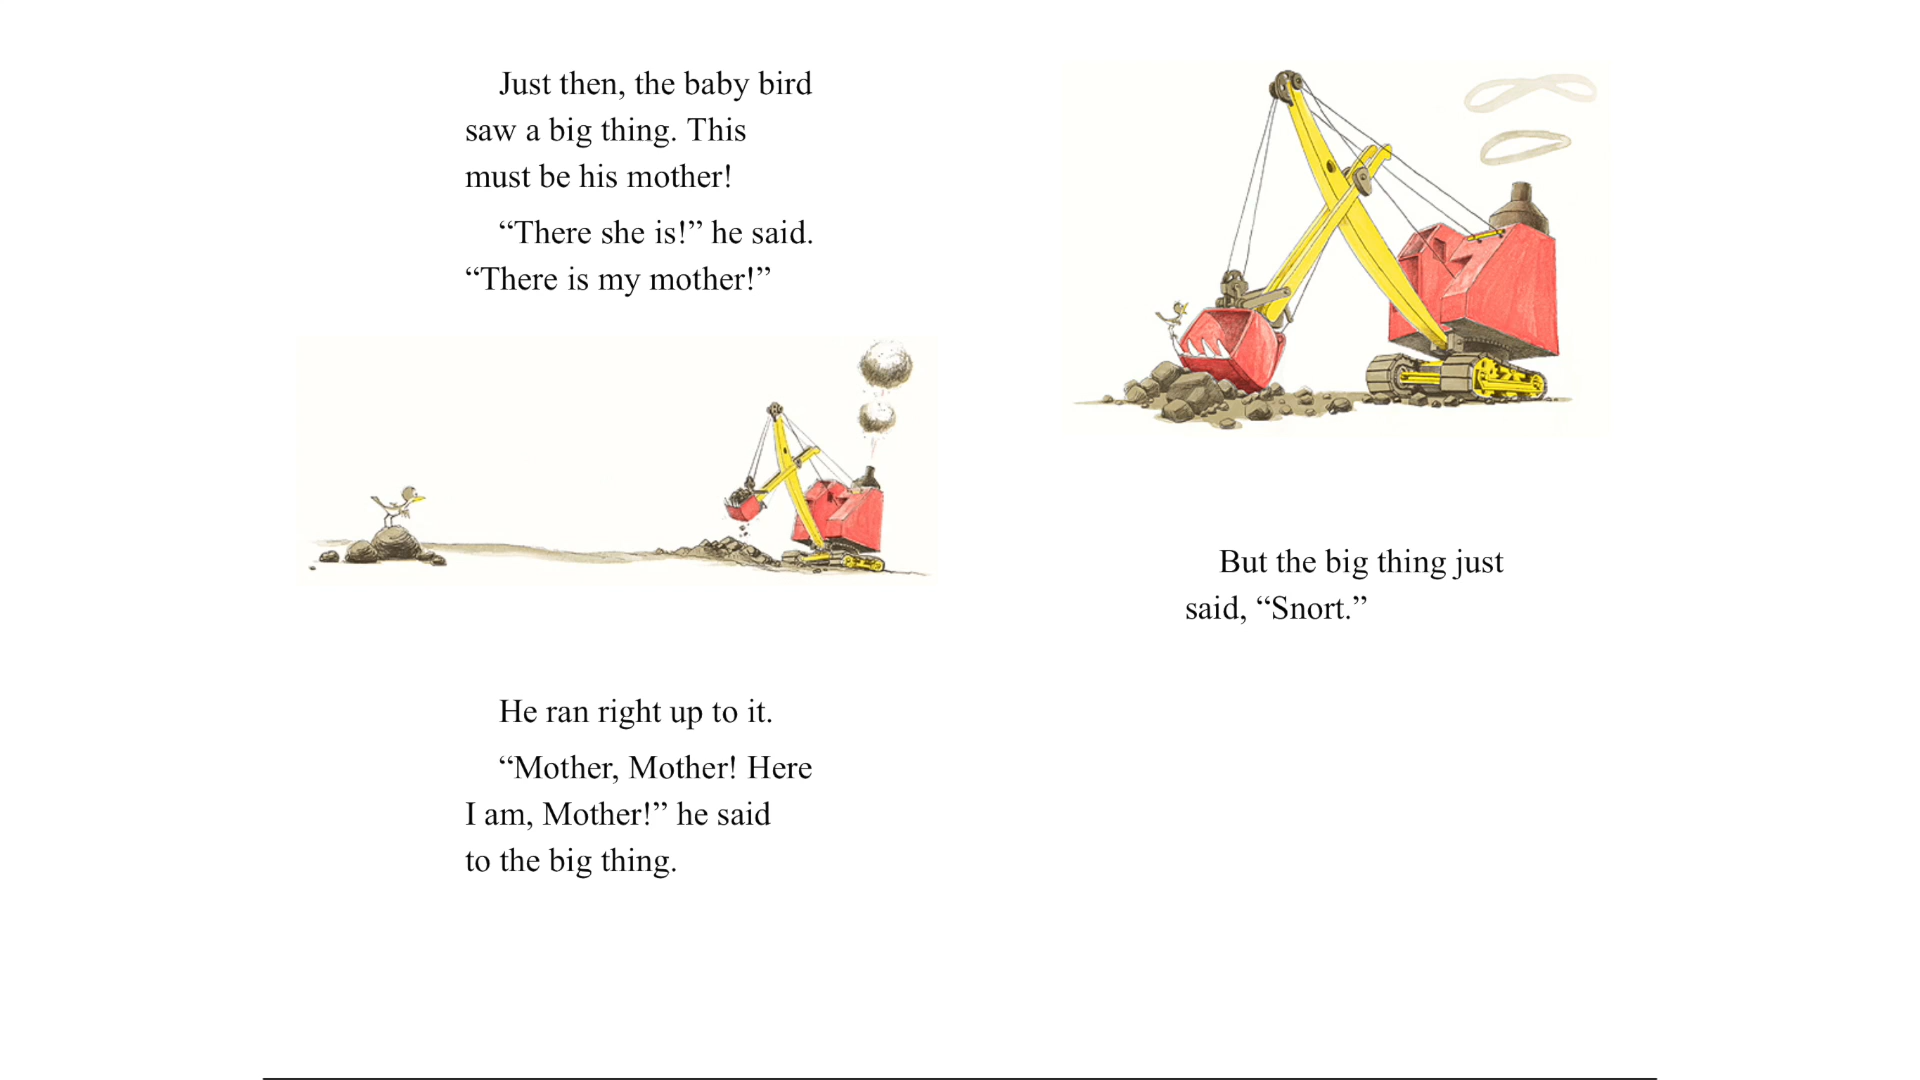 Just then, the baby bird
saw a big thing. This
must be his mother!
“There she is!” he said.
“There is my mother!”
He ran right up to it.
“Mother, Mother! Here
I am, Mother!” he said
to the big thing.
But the big thing just
said, “Snort.”